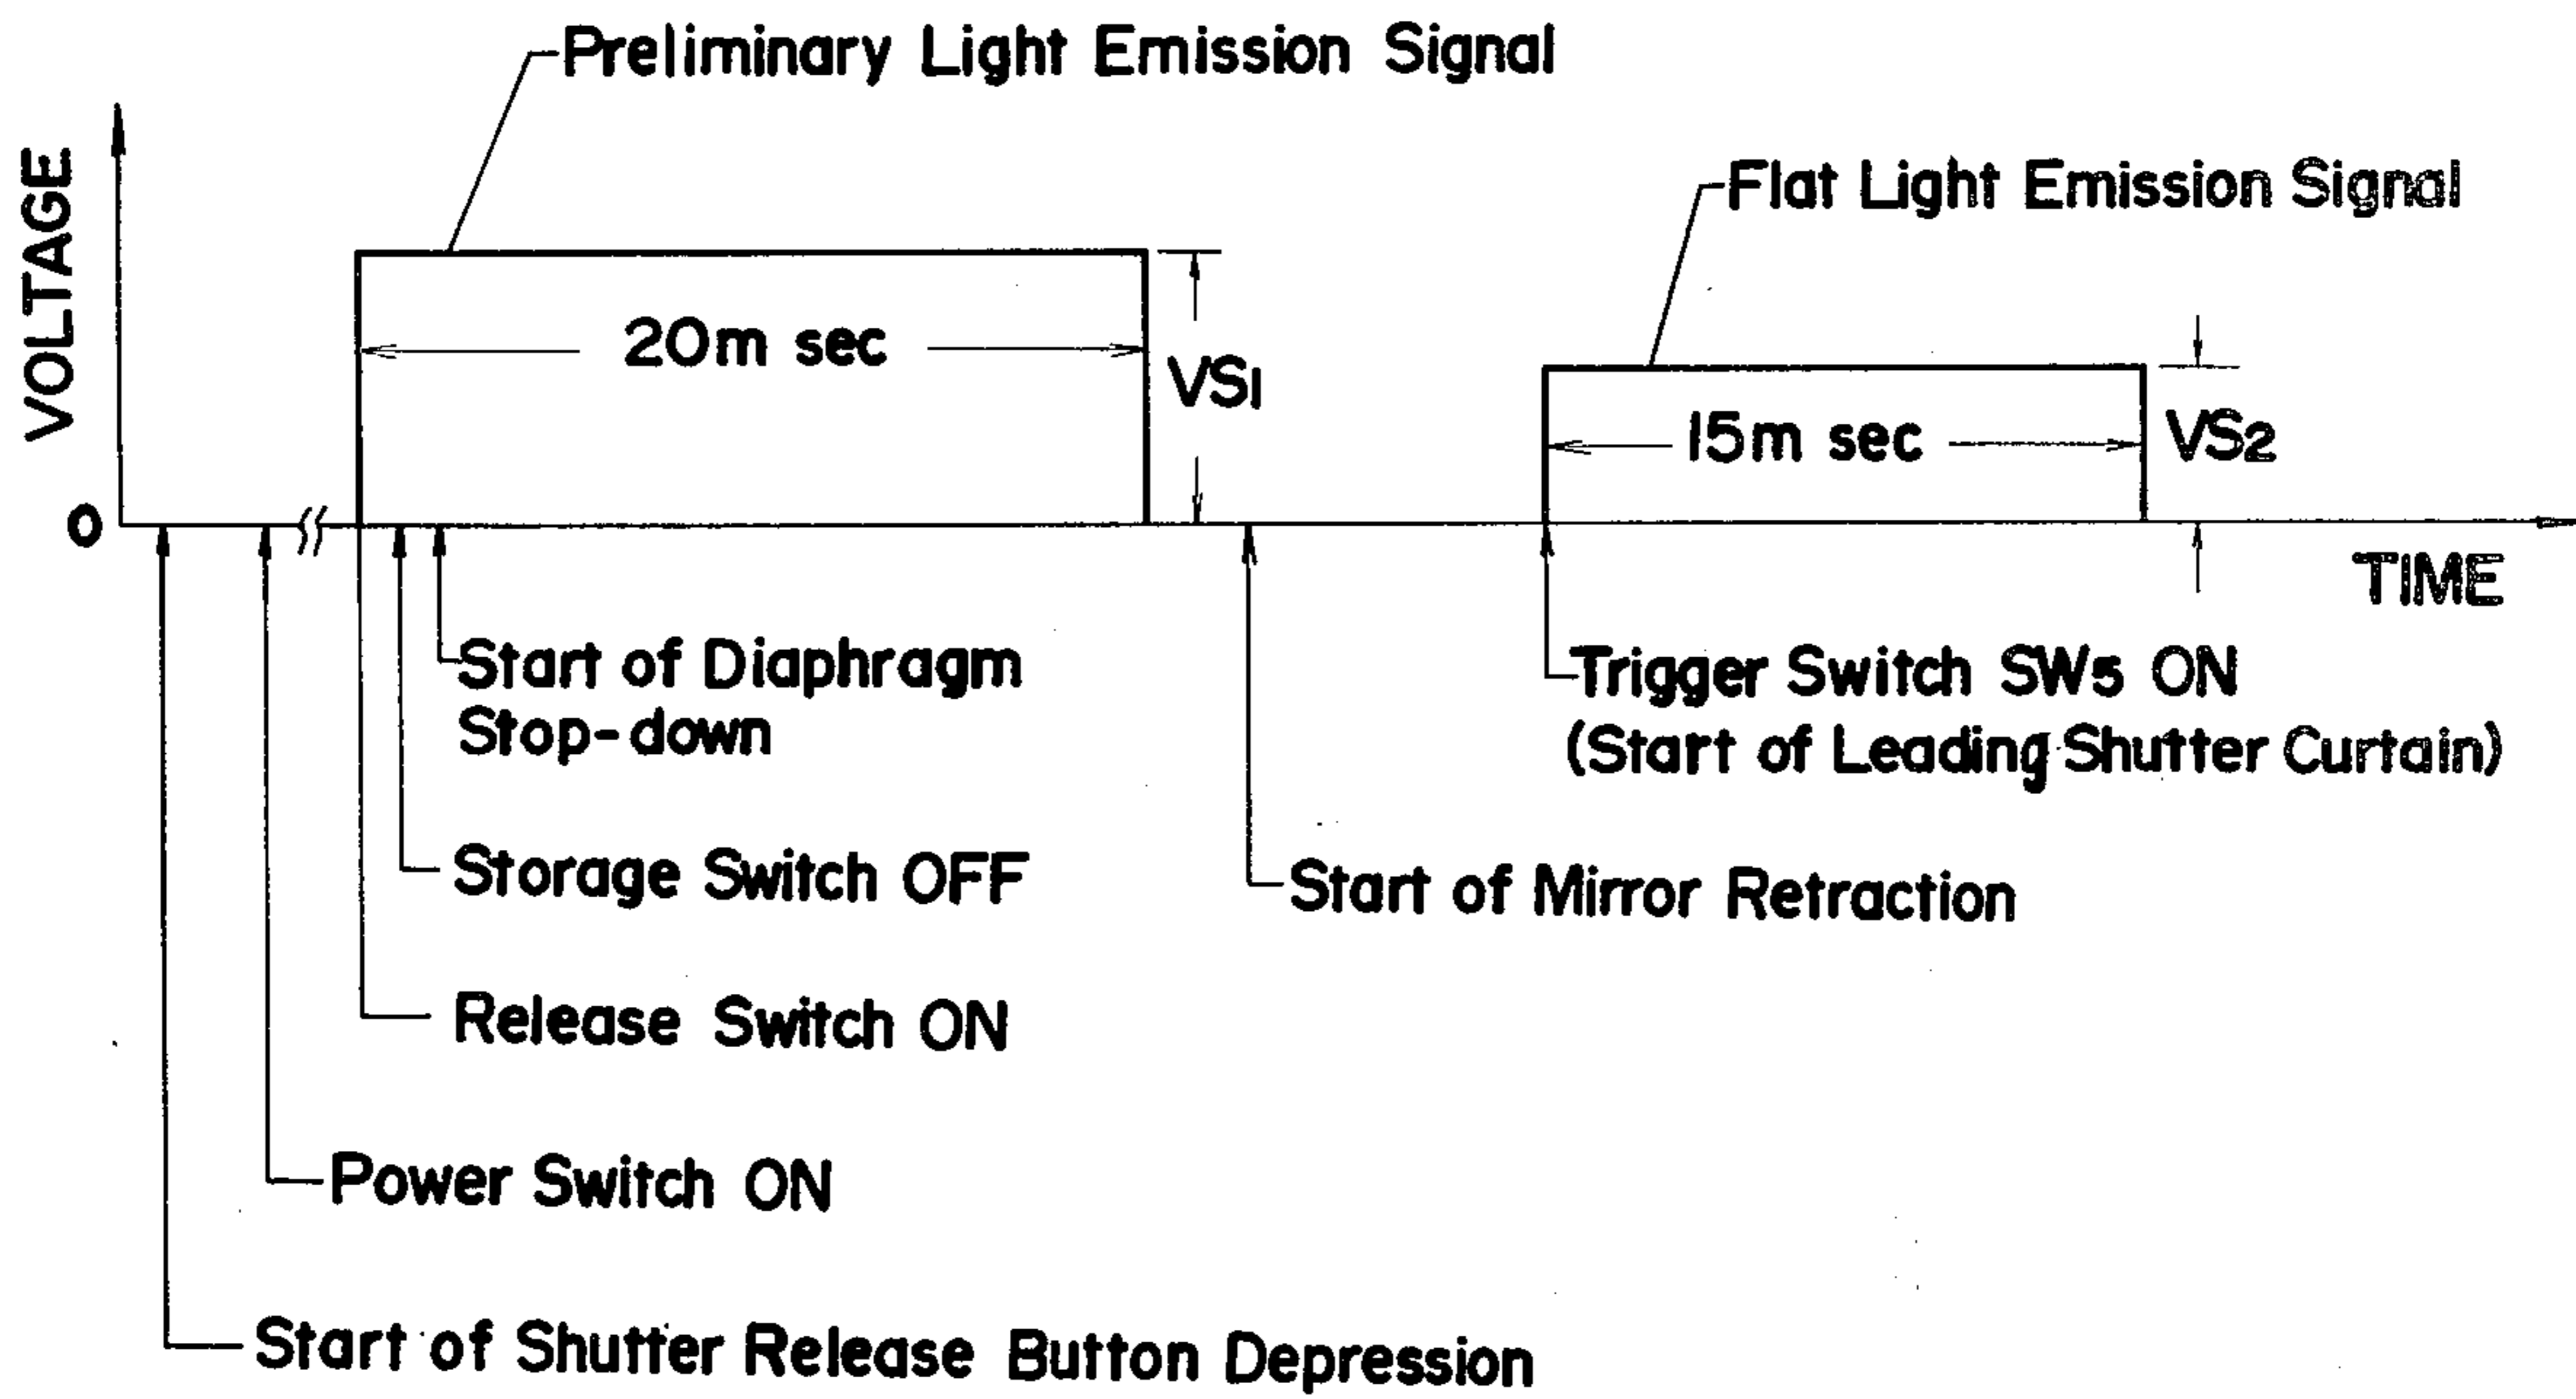 Preliminary Light Emission Signal
Flat Light Emission Signal
VOLTAGE
20m sec
VS1
15m sec
VS2
0
TIME
Start of Diaphragm
Stop-down
Trigger Switch SW5 ON
(Start of Leading Shutter Curtain)
Storage Switch OFF
Start of Mirror Retraction
Release Switch ON
Power Switch ON
Start of Shutter Release Button Depression